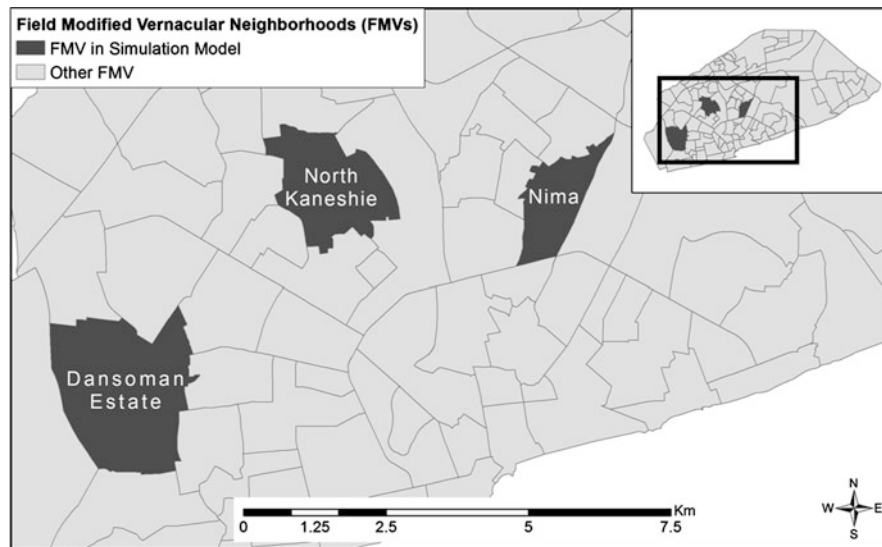 Field Modified Vernacular Neighborhoods (FMVs)
FMV in Simulation Model
Other FMV
North
Kaneshie
Nima
Dansoman
Estate
Km
0 1.25 2.5 5 7.5
N
W E
S